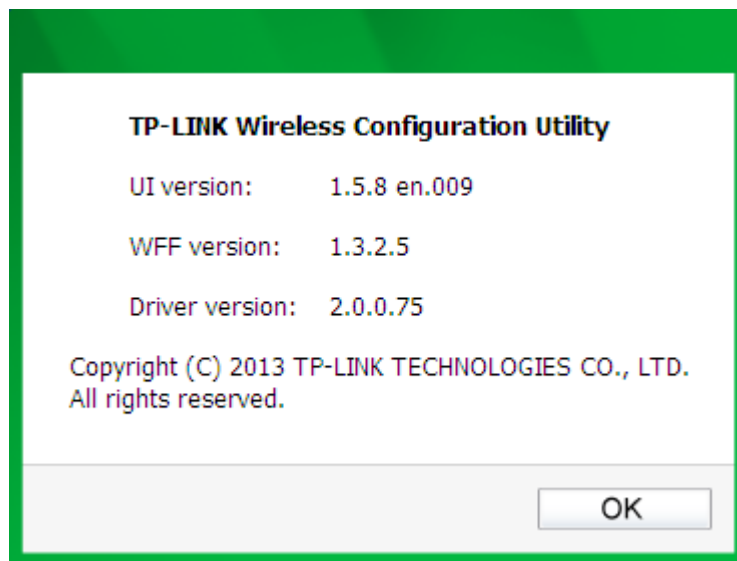 TP-LINK Wireless Configuration Utility
UI version: 1.5.8 en.009
WFF version: 1.3.2.5
Driver version: 2.0.0.75
Copyright (C) 2013 TP-LINK TECHNOLOGIES CO., LTD.
All rights reserved.
OK